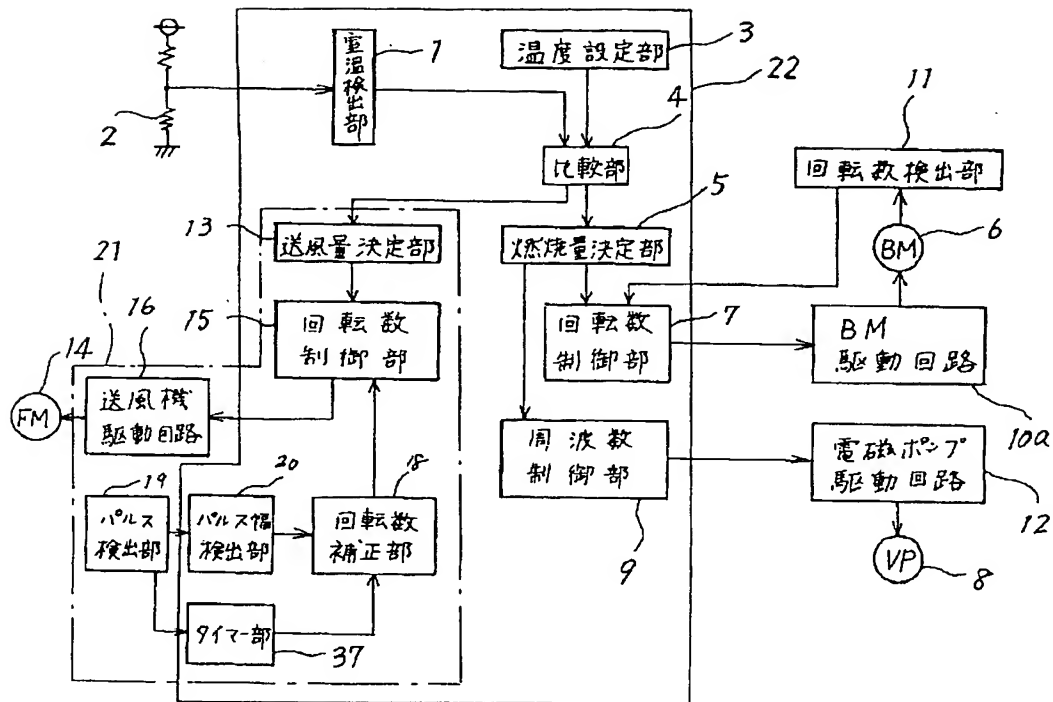 室温検出部
1
温度設定部
3
22
2
4
比較部
11
回転数検出部
13
送風量決定部
5
燃焼量決定部
BM
6
21
16
15
回転数
制御部
回転数
制御部
7
BM
駆動回路
10a
14
FM
送風機
駆動回路
周波数
制御部
9
電磁ポンプ
駆動回路
12
19
パルス
検出部
20
パルス幅
検出部
18
回転数
補正部
VP
8
タイマー部
37